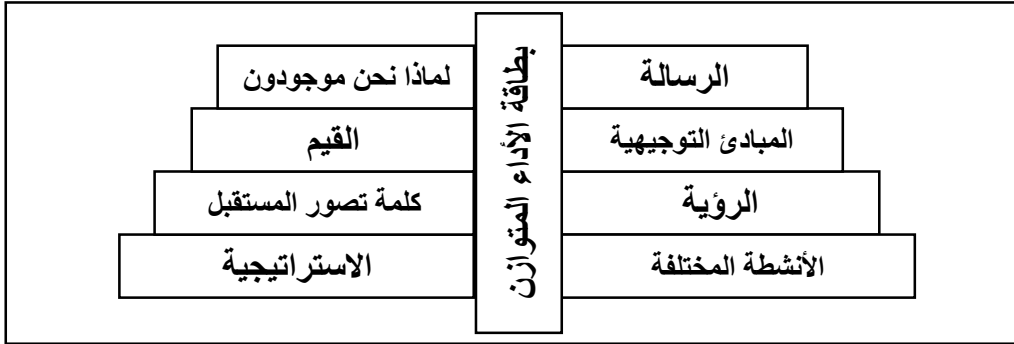 الرسالة
لماذا نحن موجودون
المبادئ التوجيهية
القيم
الرؤية
كلمة تصور المستقبل
الأنشطة المختلفة
الاستراتيجية
بطاقة الأداء المتوازن